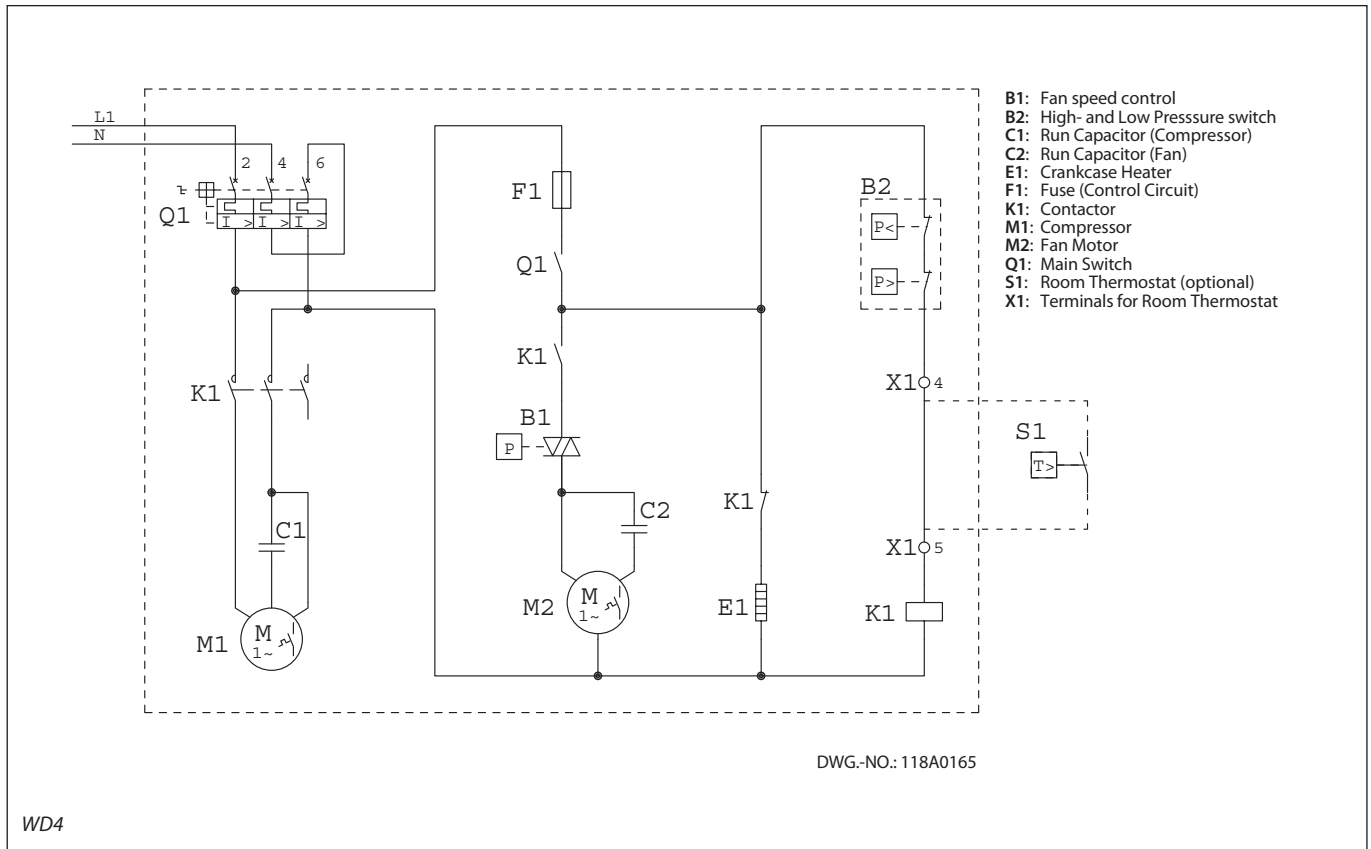 L1
N
2 4 6
Q1
I > I > I >
K1
C1
M1
M
1~
F1
Q1
K1
B1
P
C2
M2
M
1~
K1
E1
B2
P<
P>
X1 4
S1
T>
X1 5
K1
B1: Fan speed control
B2: High- and Low Presssure switch
C1: Run Capacitor (Compressor)
C2: Run Capacitor (Fan)
E1: Crankcase Heater
F1: Fuse (Control Circuit)
K1: Contactor
M1: Compressor
M2: Fan Motor
Q1: Main Switch
S1: Room Thermostat (optional)
X1: Terminals for Room Thermostat
DWG.-NO.: 118A0165
WD4